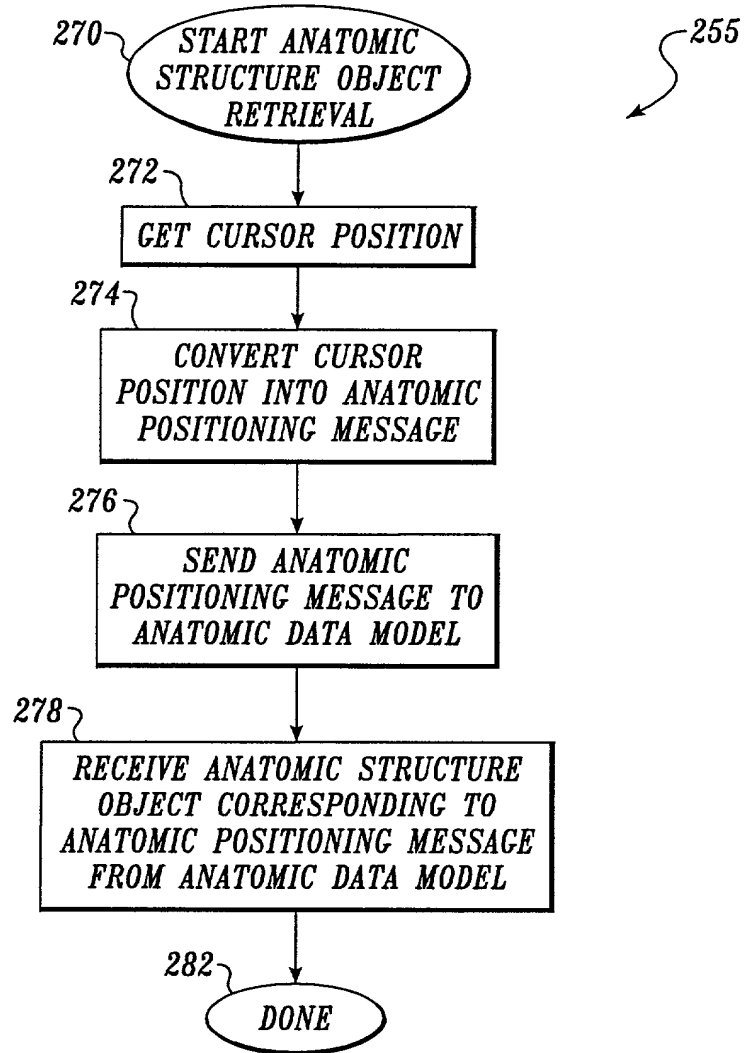 270
START ANATOMIC
STRUCTURE OBJECT
RETRIEVAL
255
272
GET CURSOR POSITION
274
CONVERT CURSOR
POSITION INTO ANATOMIC
POSITIONING MESSAGE
276
SEND ANATOMIC
POSITIONING MESSAGE TO
ANATOMIC DATA MODEL
278
RECEIVE ANATOMIC STRUCTURE
OBJECT CORRESPONDING TO
ANATOMIC POSITIONING MESSAGE
FROM ANATOMIC DATA MODEL
282
DONE